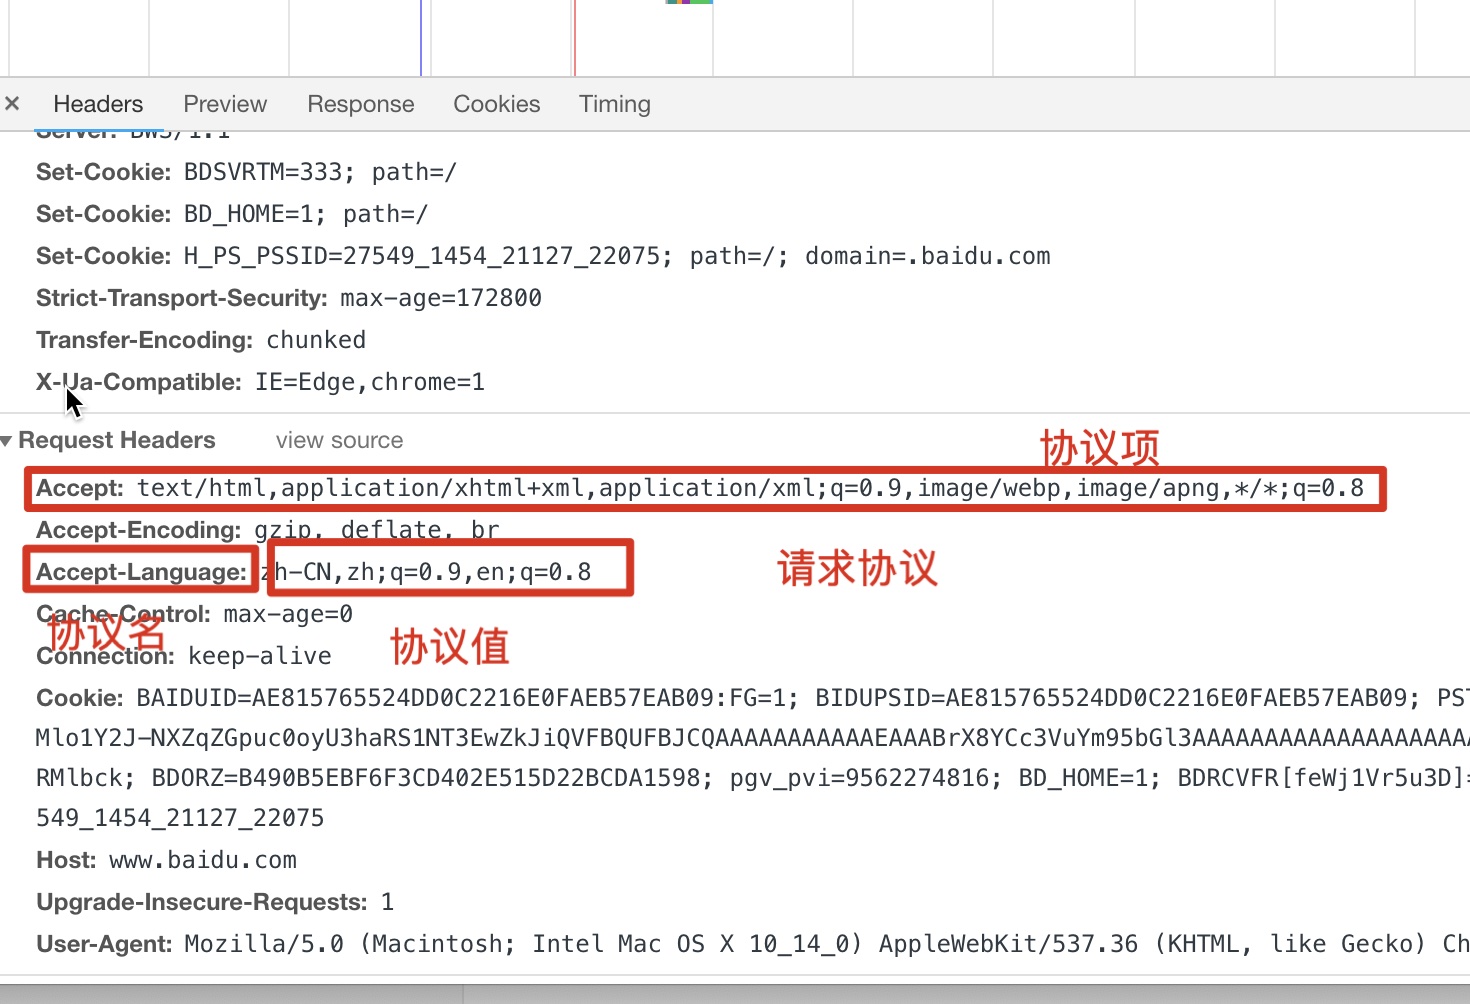 × Headers Preview Response Cookies Timing
Server: BWS/1.1
Set-Cookie: BDSVRTM=333; path=/
Set-Cookie: BD_HOME=1; path=/
Set-Cookie: H_PS_PSSID=27549_1454_21127_22075; path=/; domain=.baidu.com
Strict-Transport-Security: max-age=172800
Transfer-Encoding: chunked
X-Ua-Compatible: IE=Edge,chrome=1
▼ Request Headers view source
协议项
Accept: text/html,application/xhtml+xml,application/xml;q=0.9,image/webp,image/apng,*/*;q=0.8
Accept-Encoding: gzip, deflate, br
Accept-Language: zh-CN,zh;q=0.9,en;q=0.8
请求协议
Cache-Control: max-age=0
协议名
协议值
Connection: keep-alive
Cookie: BAIDUID=AE815765524DD0C2216E0FAEB57EAB09:FG=1; BIDUPSID=AE815765524DD0C2216E0FAEB57EAB09; PST
Mlo1Y2J-NXZqZGpuc0oyU3haRS1NT3EwZkJiQVFBQUFBJCQAAAAAAAAAAAEAAABrX8YCc3VuYm95bGl3AAAAAAAAAAAAAAAAAAAA
RMlbck; BDORZ=B490B5EBF6F3CD402E515D22BCDA1598; pgv_pvi=9562274816; BD_HOME=1; BDRCVFR[feWj1Vr5u3D]=
549_1454_21127_22075
Host: www.baidu.com
Upgrade-Insecure-Requests: 1
User-Agent: Mozilla/5.0 (Macintosh; Intel Mac OS X 10_14_0) AppleWebKit/537.36 (KHTML, like Gecko) Ch